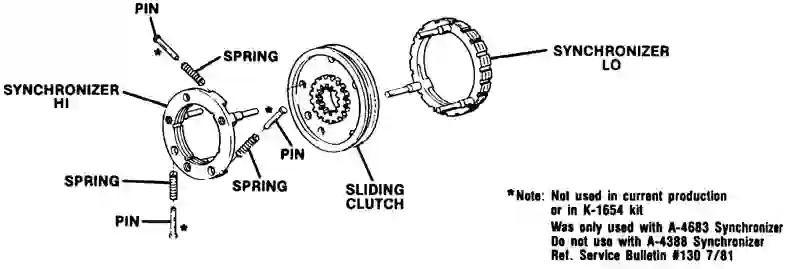 PIN
*
SPRING
SYNCHRONIZER
HI
SYNCHRONIZER
LO
*
PIN
SPRING
SPRING
PIN
*
SLIDING
CLUTCH
*Note: Not used in current production
or in K-1654 kit
Was only used with A-4683 Synchronizer
Do not use with A-4388 Synchronizer
Ref. Service Bulletin #130 7/81